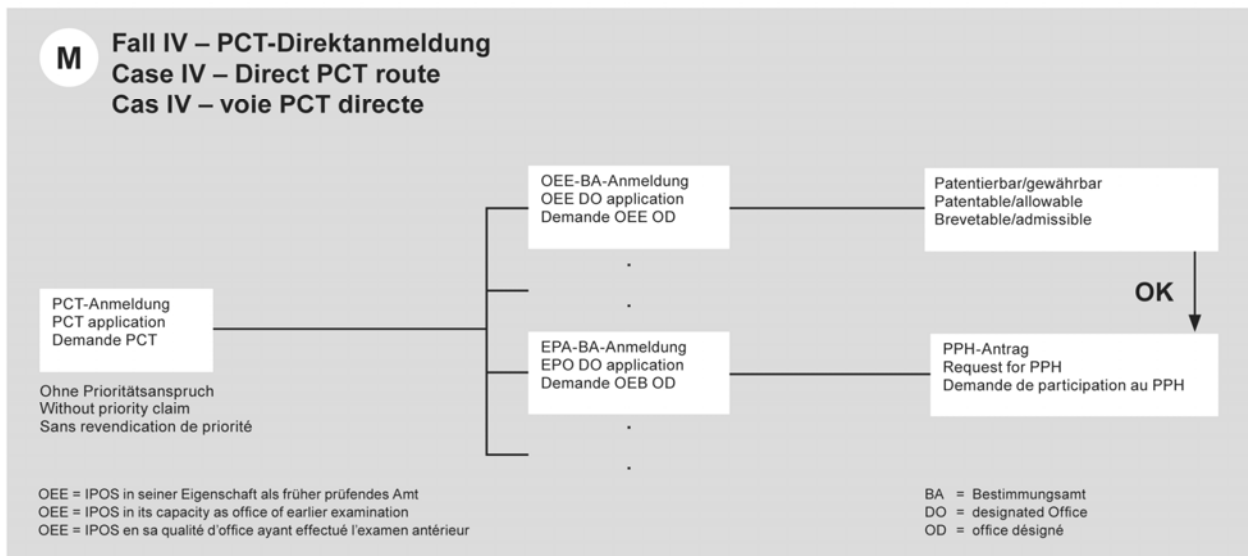 M
Fall IV – PCT-Direktanmeldung
Case IV – Direct PCT route
Cas IV – voie PCT directe
OEE-BA-Anmeldung
OEE DO application
Demande OEE OD
Patentierbar/gewährbar
Patentable/allowable
Brevetable/admissible
OK
PCT-Anmeldung
PCT application
Demande PCT
Ohne Prioritätsanspruch
Without priority claim
Sans revendication de priorité
EPA-BA-Anmeldung
EPO DO application
Demande OEB OD
PPH-Antrag
Request for PPH
Demande de participation au PPH
OEE = IPOS in seiner Eigenschaft als früher prüfendes Amt
OEE = IPOS in its capacity as office of earlier examination
OEE = IPOS en sa qualité d'office ayant effectué l'examen antérieur
BA = Bestimmungsamt
DO = designated Office
OD = office désigné